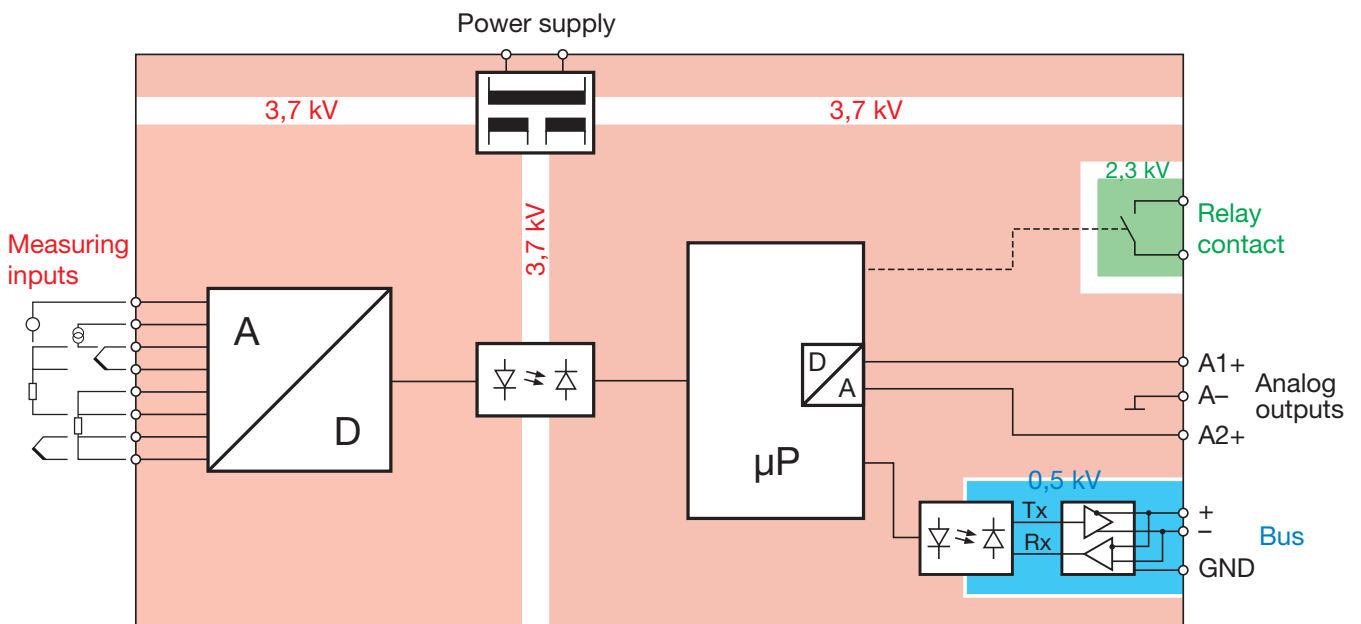 Power supply
3,7 kV
3,7 kV
3,7 kV
2,3 kV
Relay
contact
Measuring
inputs
A
D
D
A
µP
A1+
A–
A2+
Analog
outputs
0,5 kV
Tx
Rx
+
–
GND
Bus